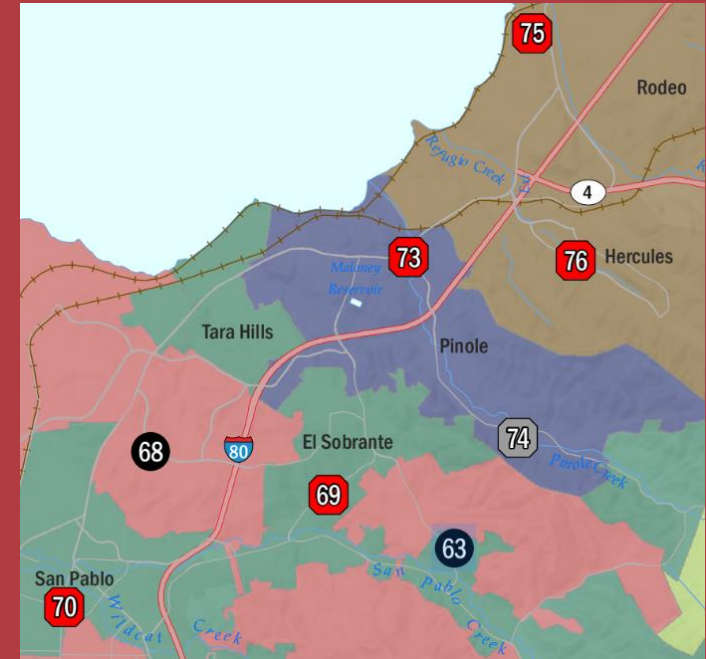 75
Rodeo
Refugio Creek
80
4
73
76
Hercules
Maloney
Reservoir
Tara Hills
Pinole
74
68
80
El Sobrante
Pinole Creek
69
63
San Pablo
Creek
San Pablo
70
Wildcat
Creek